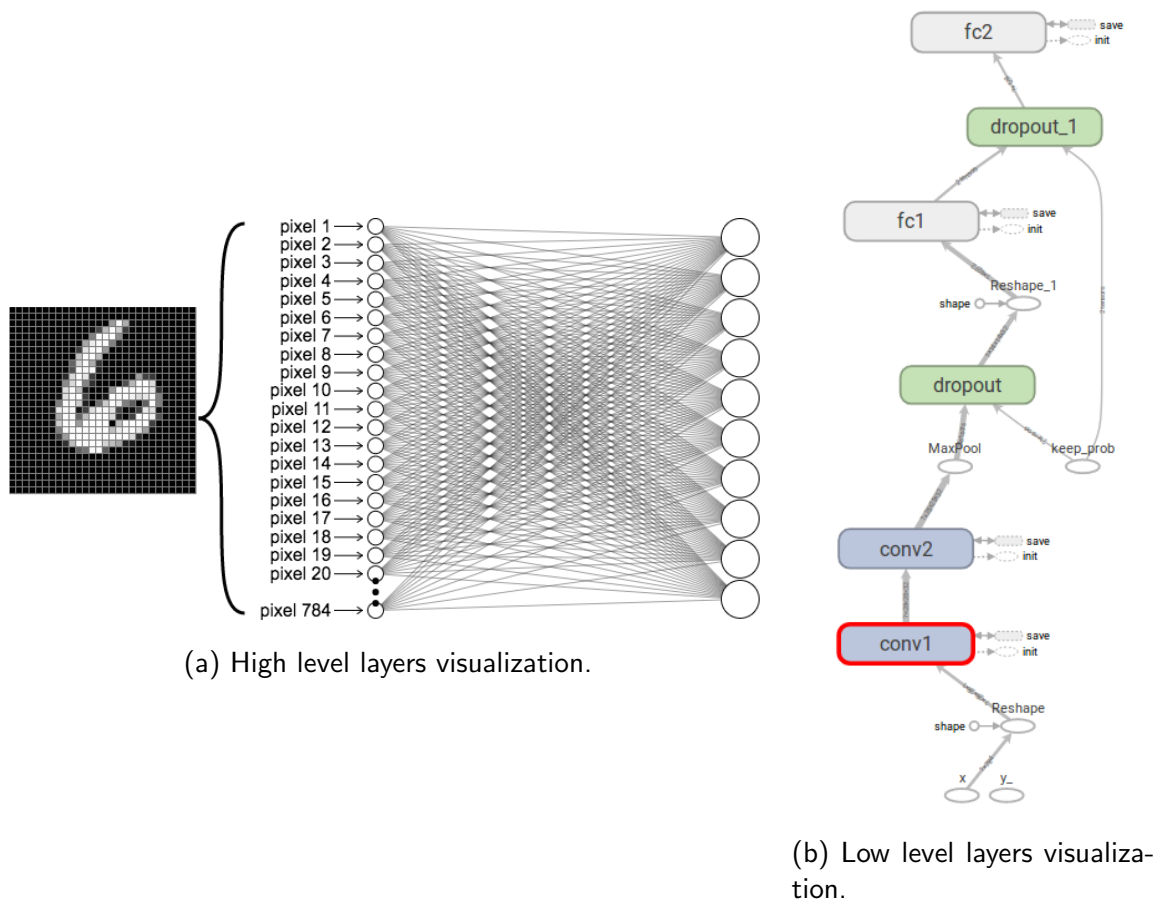 pixel 1
pixel 2
pixel 3
pixel 4
pixel 5
pixel 6
pixel 7
pixel 8
pixel 9
pixel 10
pixel 11
pixel 12
pixel 13
pixel 14
pixel 15
pixel 16
pixel 17
pixel 18
pixel 19
pixel 20
pixel 784
(a) High level layers visualization.
fc2
save
init
dropout_1
fc1
save
init
Reshape_1
shape
dropout
MaxPool
keep_prob
conv2
save
init
conv1
save
init
Reshape
shape
x
y_
(b) Low level layers visualiza-
tion.